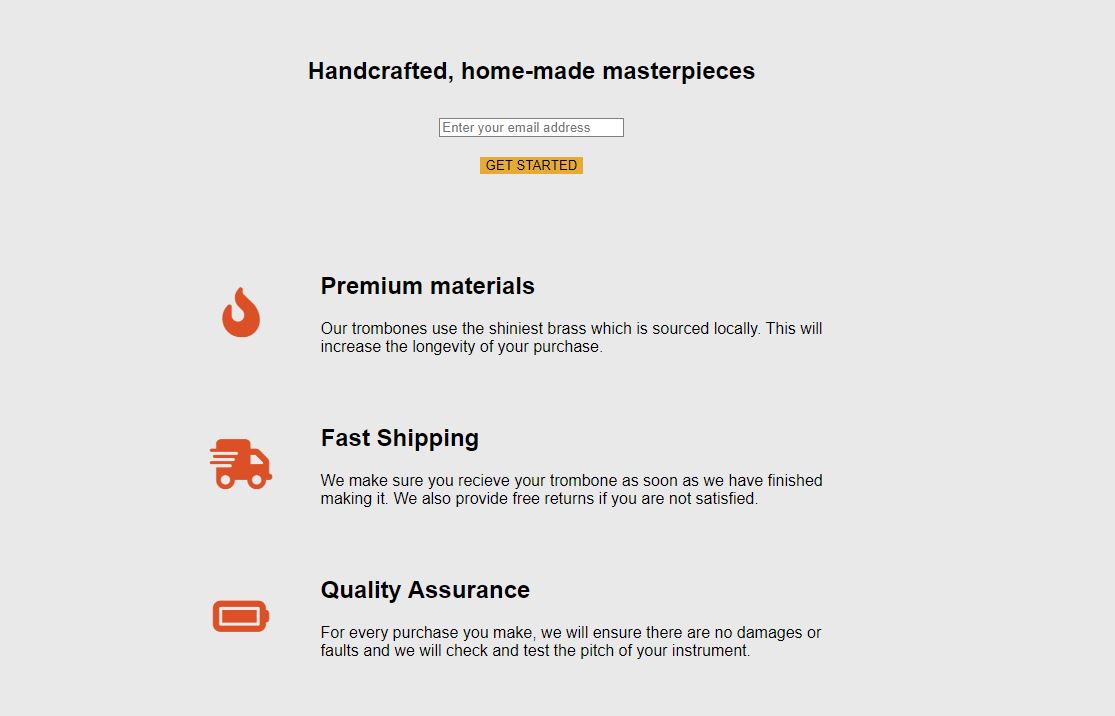 Handcrafted, home-made masterpieces
Enter your email address
GET STARTED
Premium materials
Our trombones use the shiniest brass which is sourced locally. This will
increase the longevity of your purchase.
Fast Shipping
We make sure you recieve your trombone as soon as we have finished
making it. We also provide free returns if you are not satisfied.
Quality Assurance
For every purchase you make, we will ensure there are no damages or
faults and we will check and test the pitch of your instrument.